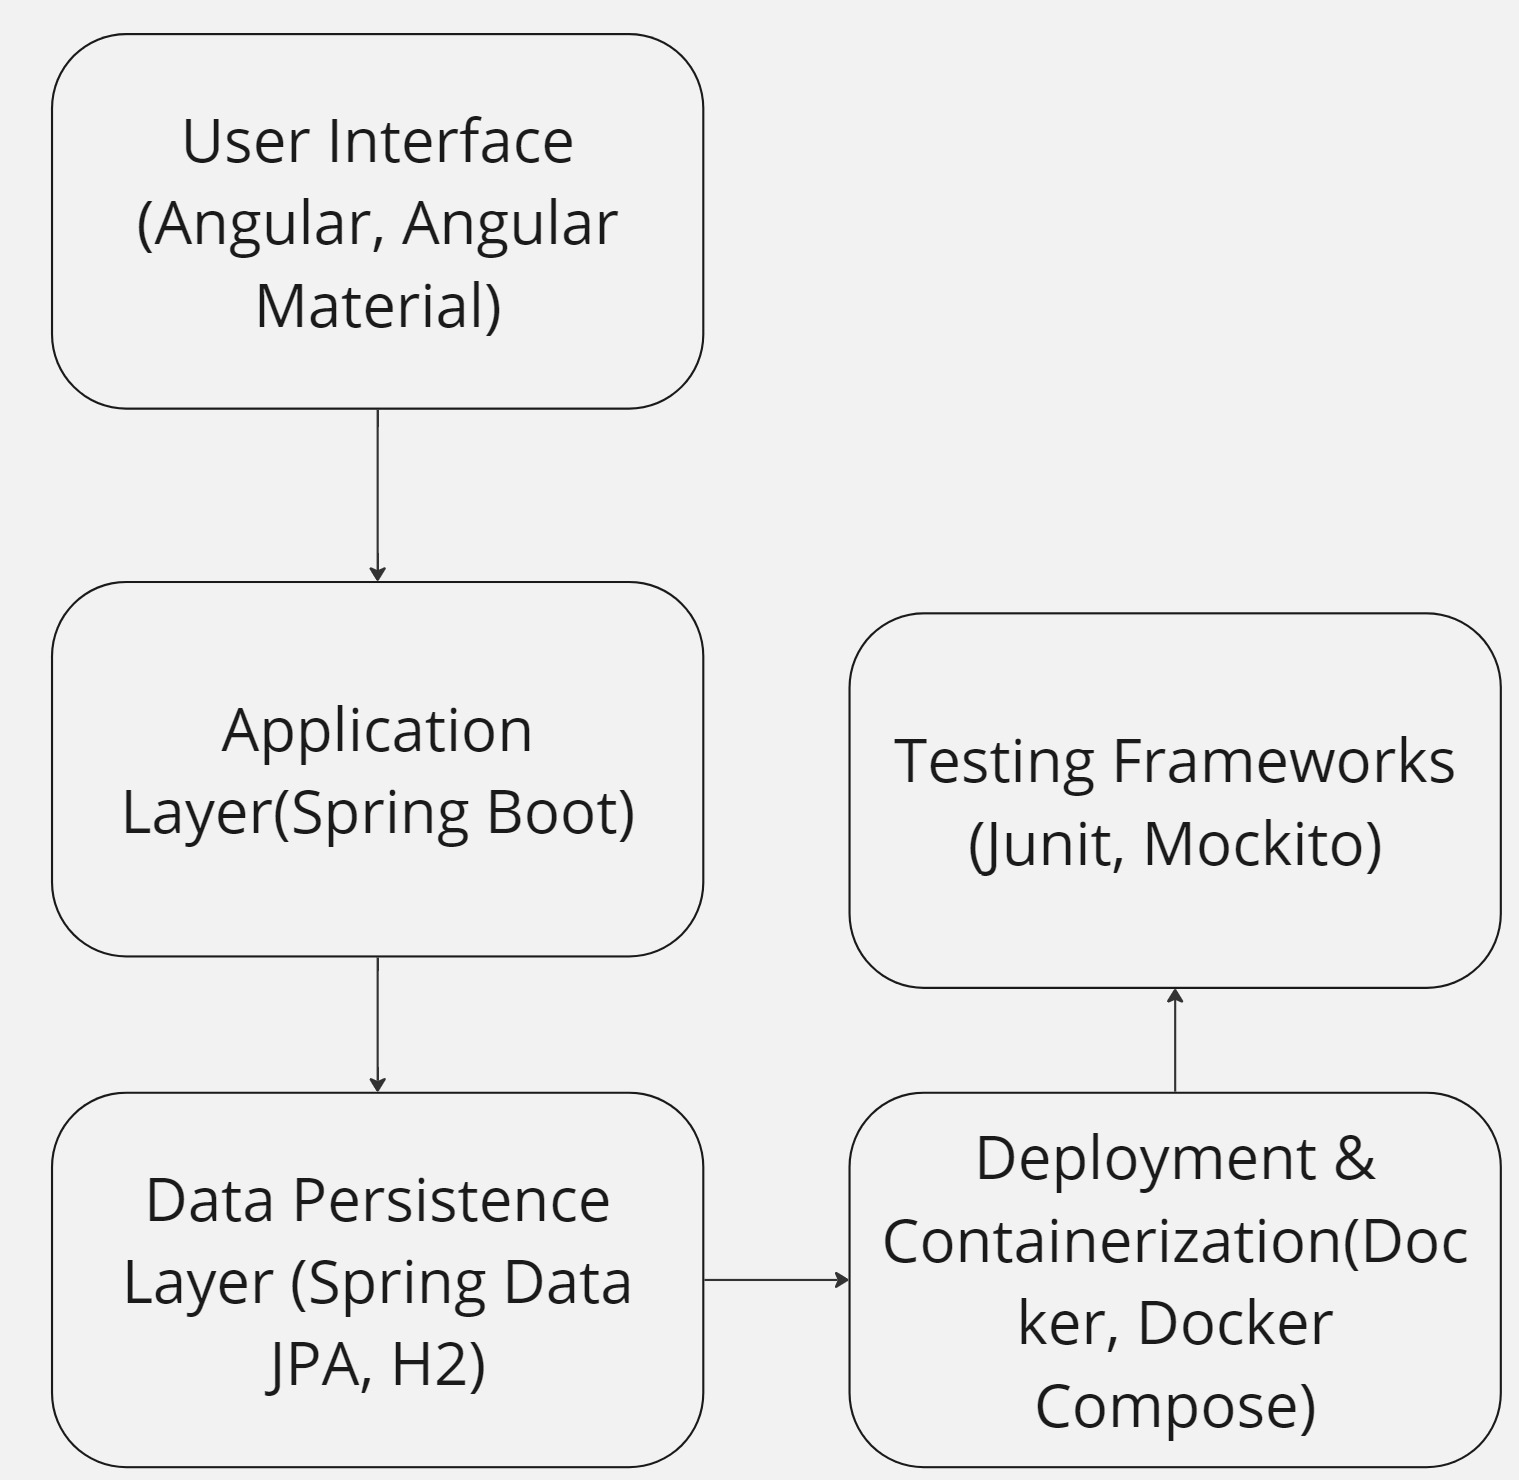 User Interface
(Angular, Angular
Material)
Application
Layer(Spring Boot)
Data Persistence
Layer (Spring Data
JPA, H2)
Deployment &
Containerization(Doc
ker, Docker
Compose)
Testing Frameworks
(Junit, Mockito)